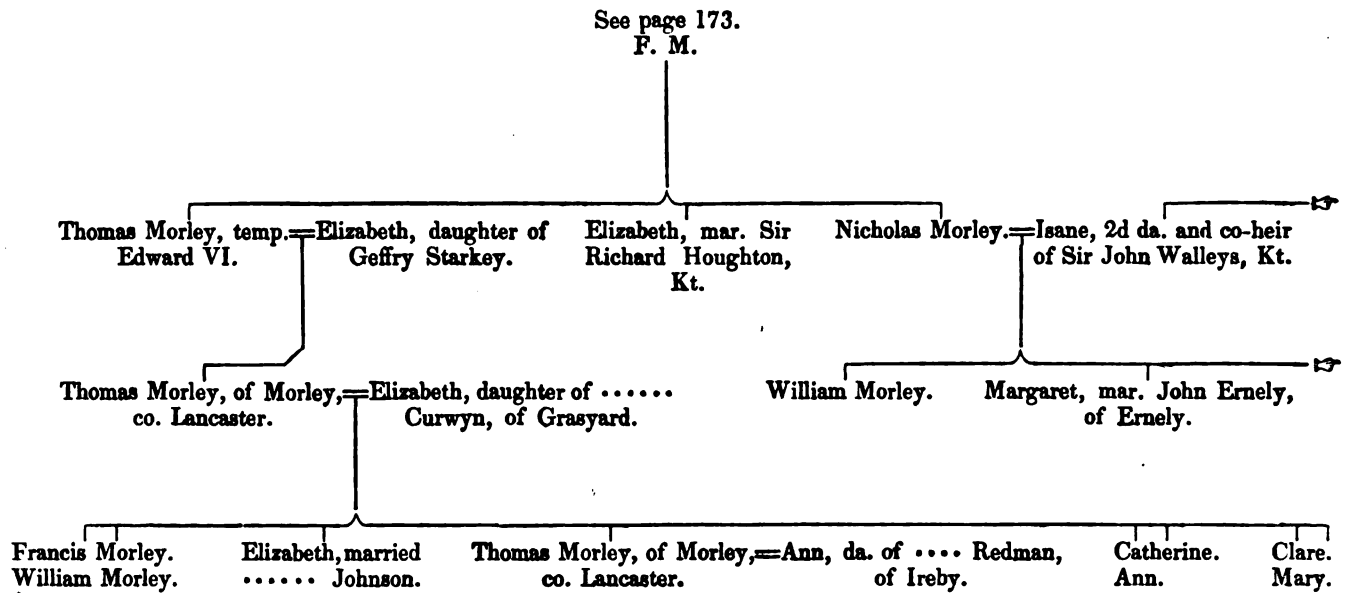 See page 173.
F. M.
Thomas Morley, temp.=Elizabeth, daughter of
Edward VI. Geffry Starkey.
Elizabeth, mar. Sir
Richard Houghton,
Kt.
Nicholas Morley.=Isane, 2d da. and co-heir
of Sir John Walleys, Kt.
Thomas Morley, of Morley,=Elizabeth, daughter of ······
co. Lancaster. Curwyn, of Grasyard.
William Morley.
Margaret, mar. John Ernely,
of Ernely.
Francis Morley.
William Morley.
Elizabeth, married
······ Johnson.
Thomas Morley, of Morley,=Ann, da. of ···· Redman,
co. Lancaster. of Ireby.
Catherine.
Ann.
Clare.
Mary.